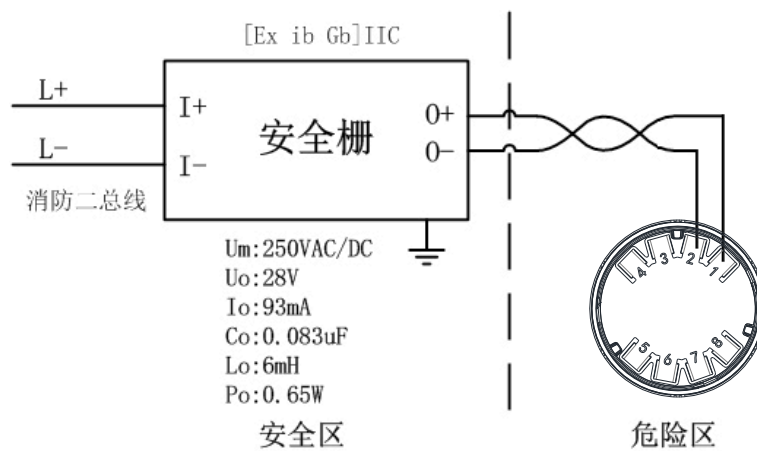 [Ex ib Gb]IIC
L+
I+
O+
安全栅
L-
I-
O-
消防二总线
Um:250VAC/DC
Uo:28V
Io:93mA
Co:0.083uF
Lo:6mH
Po:0.65W
4 3 2 1
5 6 7 8
安全区
危险区